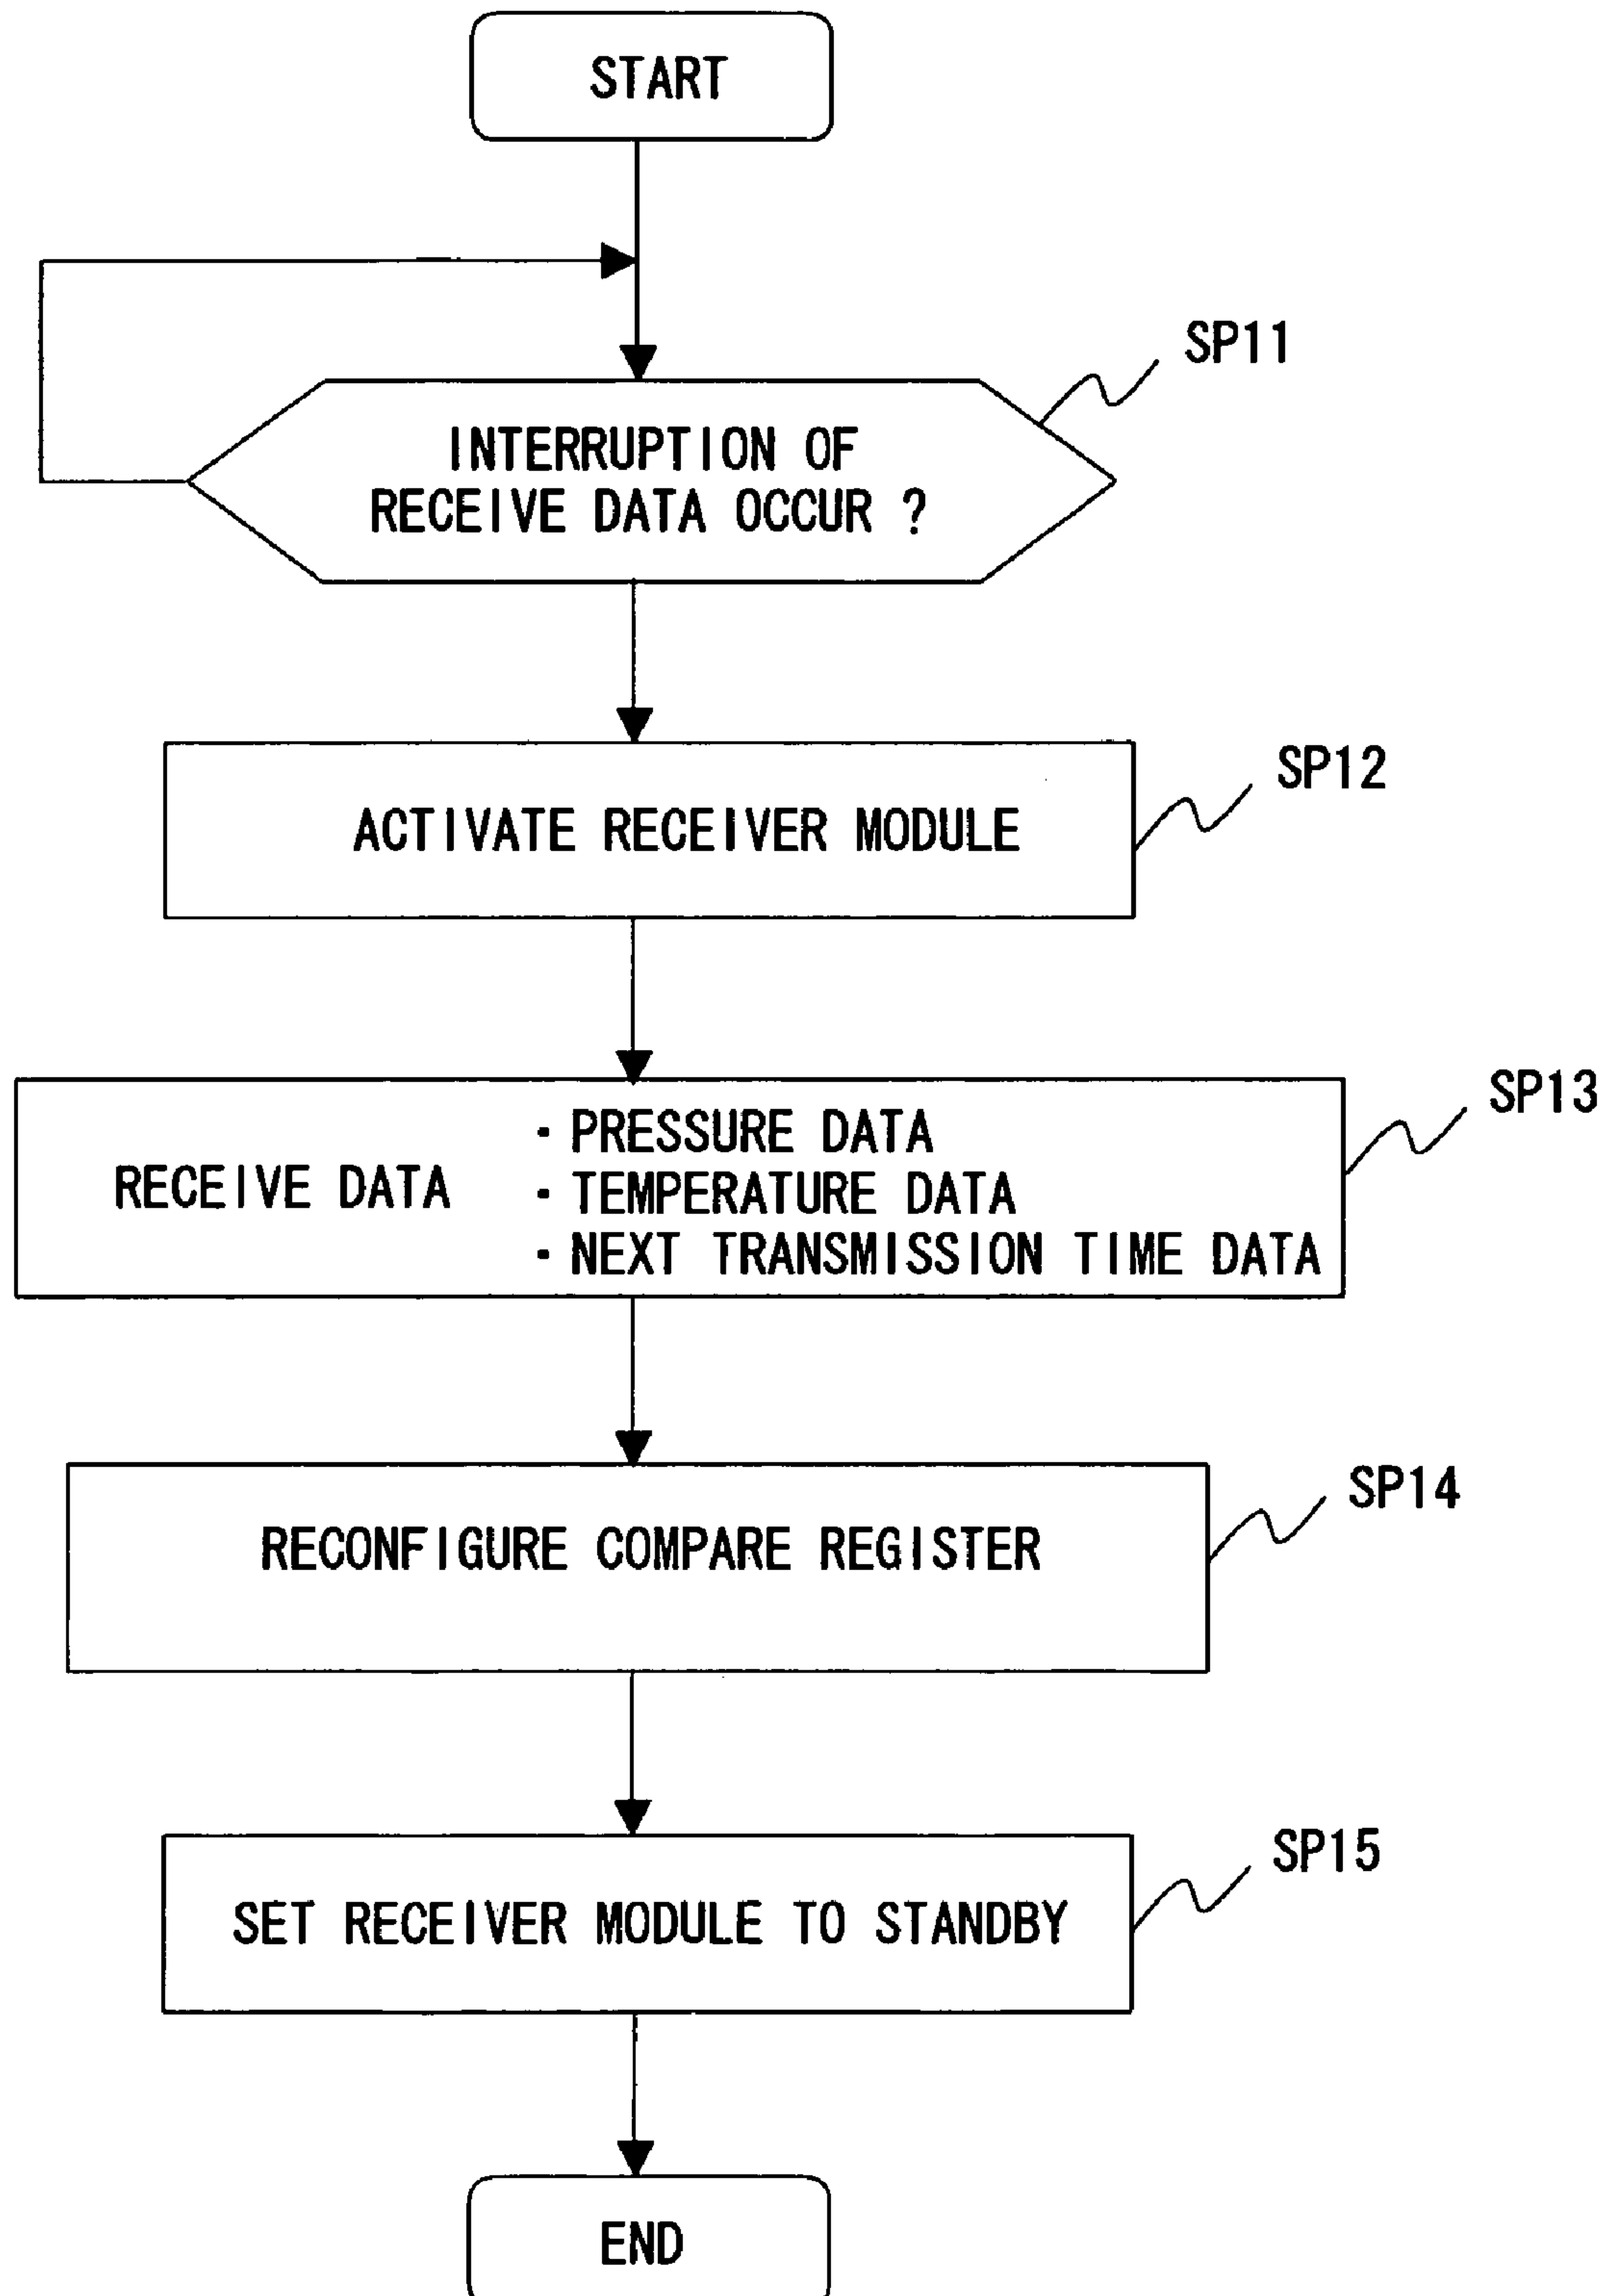 START
SP11
INTERRUPTION OF
RECEIVE DATA OCCUR ?
SP12
ACTIVATE RECEIVER MODULE
SP13
RECEIVE DATA
- PRESSURE DATA
- TEMPERATURE DATA
- NEXT TRANSMISSION TIME DATA
SP14
RECONFIGURE COMPARE REGISTER
SP15
SET RECEIVER MODULE TO STANDBY
END